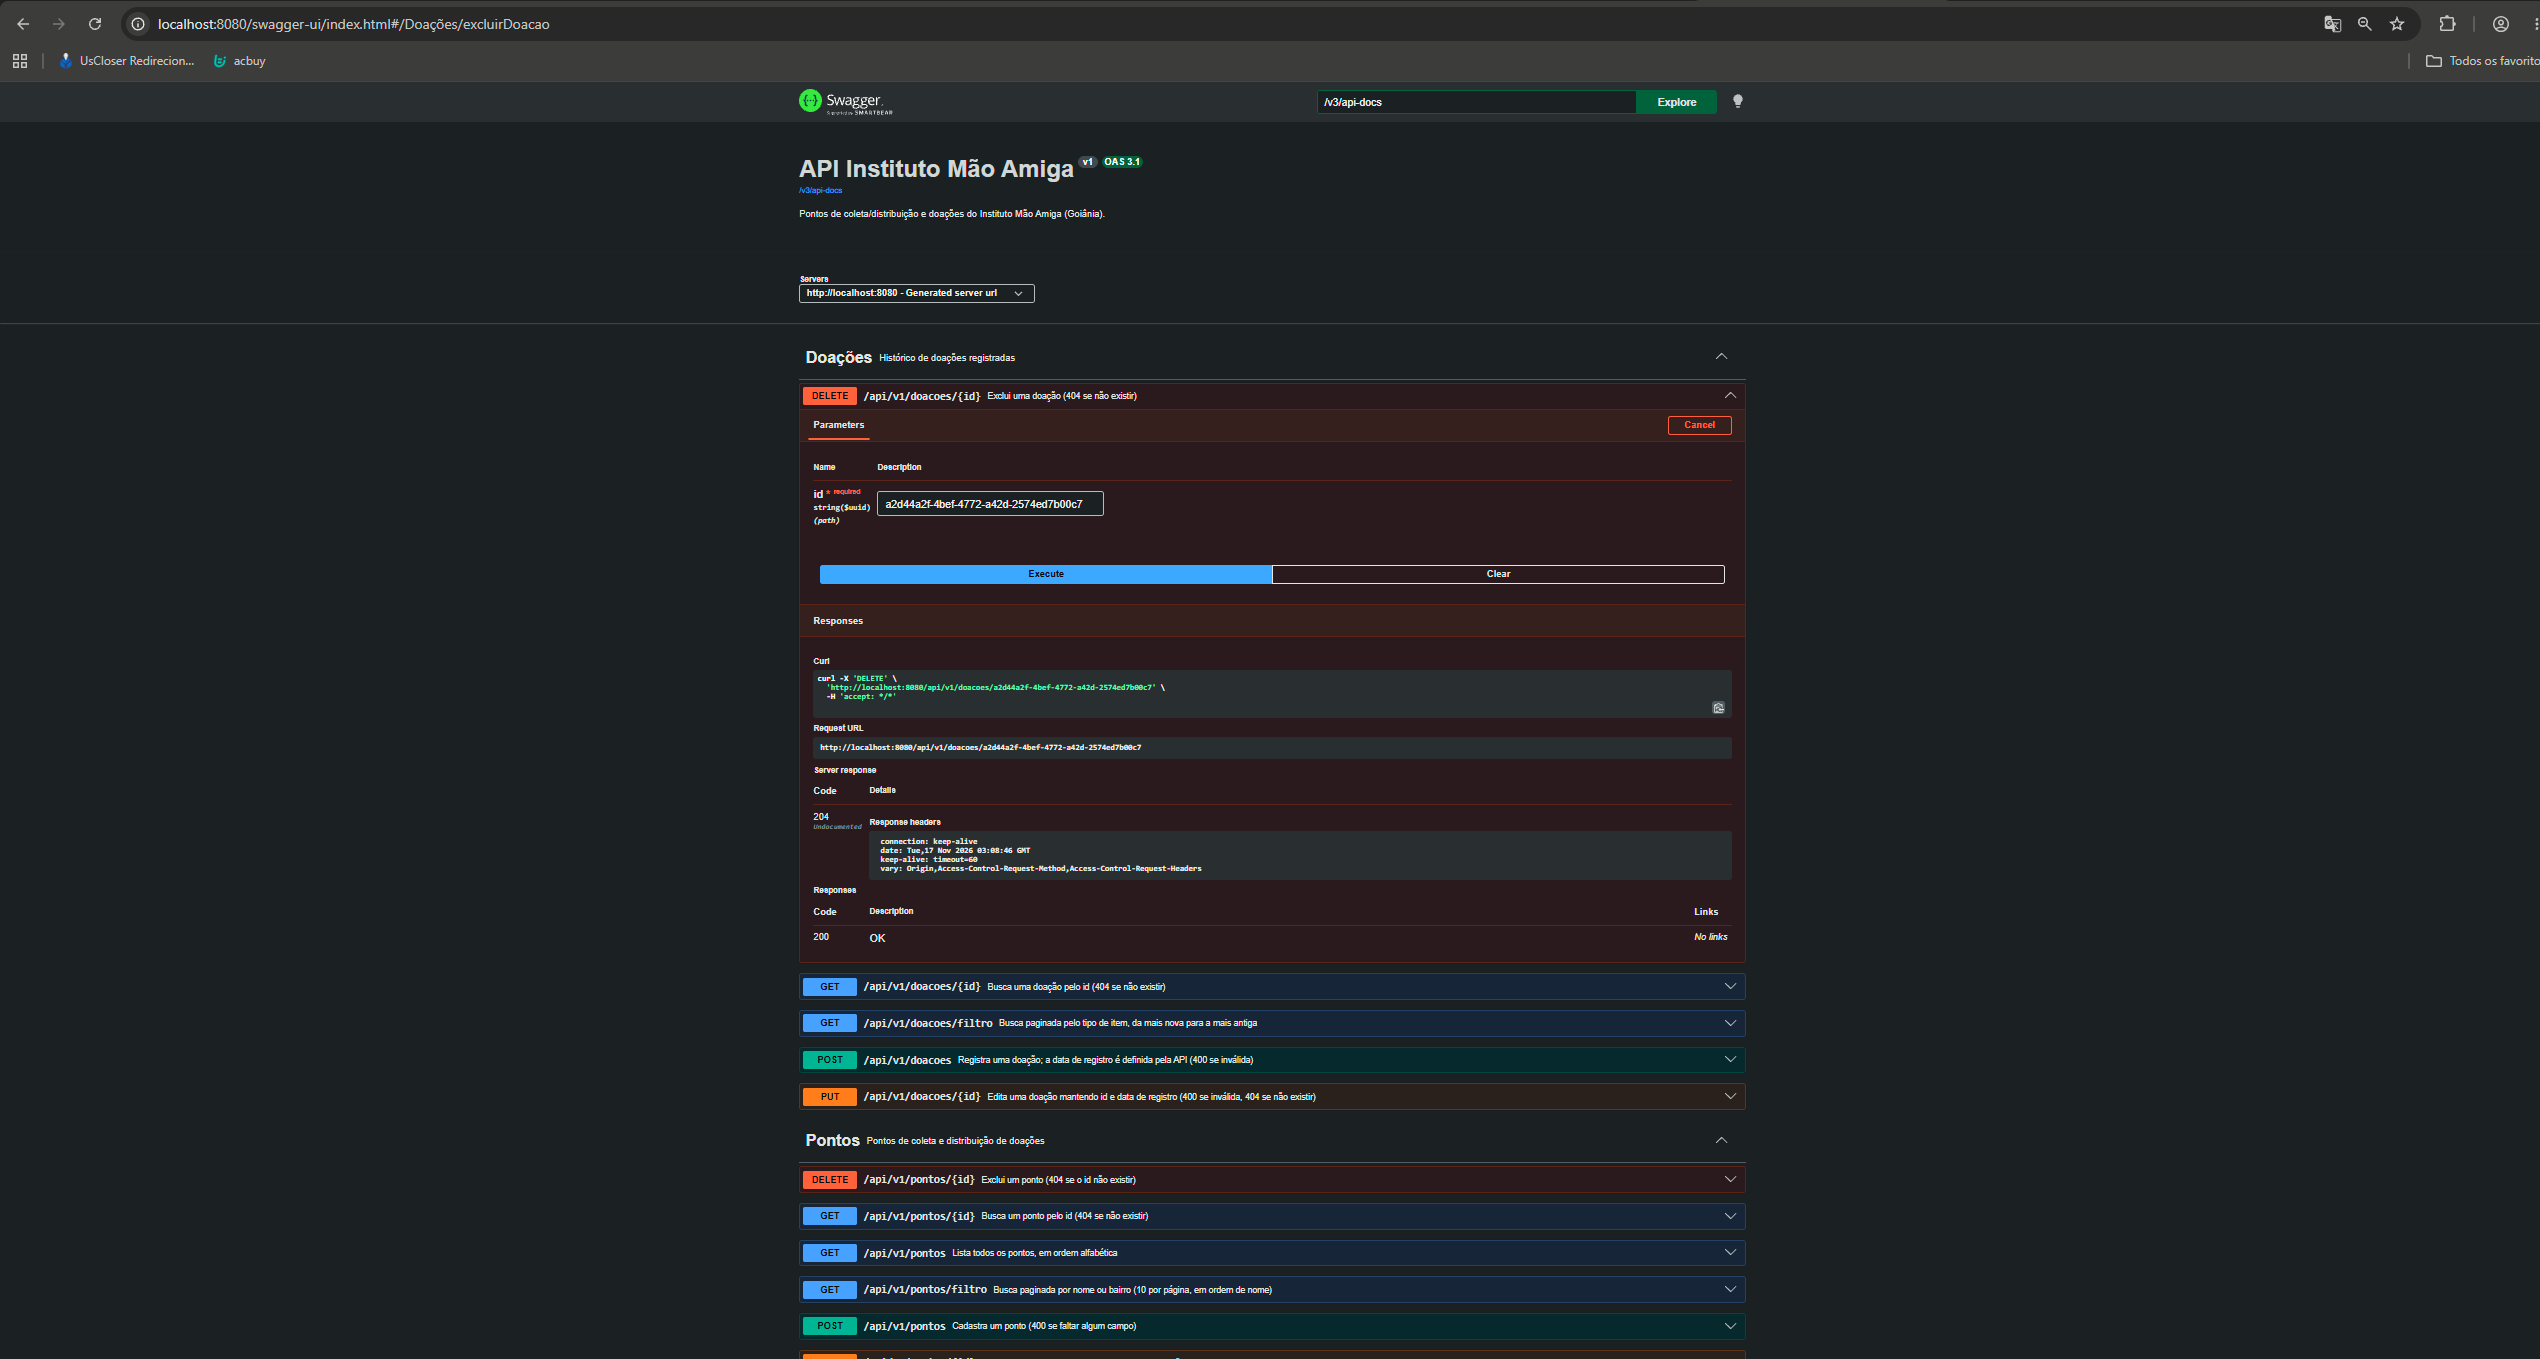 localhost:8080/swagger-ui/index.html#/Doações/excluirDoacao
UsCloser Redirecion...
acbuy
Todos os favorito
Swagger.
Supported by SMARTBEAR
/v3/api-docs
Explore
API Instituto Mão Amiga v1 OAS 3.1
/v3/api-docs
Pontos de coleta/distribuição e doações do Instituto Mão Amiga (Goiânia).
Servers
http://localhost:8080 - Generated server url
Doações Histórico de doações registradas
DELETE /api/v1/doacoes/{id} Exclui uma doação (404 se não existir)
Parameters
Cancel
Name Description
id * required
string($uuid)
(path)
a2d44a2f-4bef-4772-a42d-2574ed7b00c7
Execute
Clear
Responses
Curl
curl -X 'DELETE' \
'http://localhost:8080/api/v1/doacoes/a2d44a2f-4bef-4772-a42d-2574ed7b00c7' \
-H 'accept: */*'
Request URL
http://localhost:8080/api/v1/doacoes/a2d44a2f-4bef-4772-a42d-2574ed7b00c7
Server response
Code Details
204
Undocumented
Response headers
connection: keep-alive
date: Tue,17 Nov 2026 03:08:46 GMT
keep-alive: timeout=60
vary: Origin,Access-Control-Request-Method,Access-Control-Request-Headers
Responses
Code Description Links
200 OK No links
GET /api/v1/doacoes/{id} Busca uma doação pelo id (404 se não existir)
GET /api/v1/doacoes/filtro Busca paginada pelo tipo de item, da mais nova para a mais antiga
POST /api/v1/doacoes Registra uma doação; a data de registro é definida pela API (400 se inválida)
PUT /api/v1/doacoes/{id} Edita uma doação mantendo id e data de registro (400 se inválida, 404 se não existir)
Pontos Pontos de coleta e distribuição de doações
DELETE /api/v1/pontos/{id} Exclui um ponto (404 se o id não existir)
GET /api/v1/pontos/{id} Busca um ponto pelo id (404 se não existir)
GET /api/v1/pontos Lista todos os pontos, em ordem alfabética
GET /api/v1/pontos/filtro Busca paginada por nome ou bairro (10 por página, em ordem de nome)
POST /api/v1/pontos Cadastra um ponto (400 se faltar algum campo)